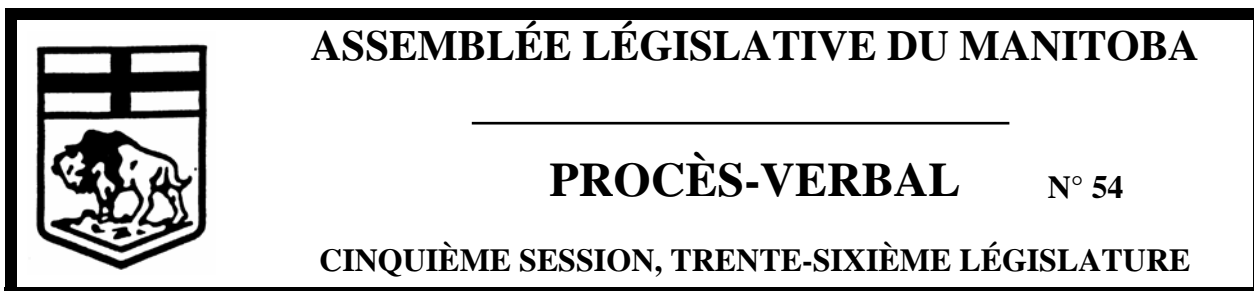 ASSEMBLÉE LÉGISLATIVE DU MANITOBA
PROCÈS-VERBAL N° 54
CINQUIÈME SESSION, TRENTE-SIXIÈME LÉGISLATURE